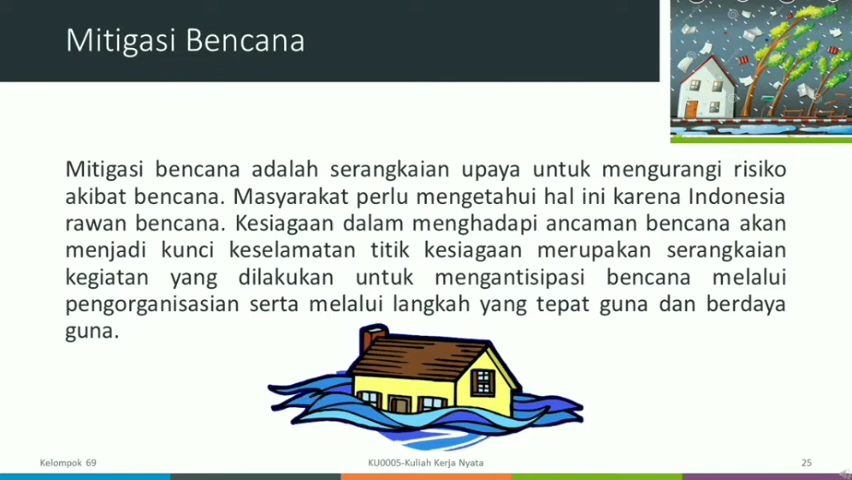 Mitigasi Bencana
Mitigasi bencana adalah serangkaian upaya untuk mengurangi risiko
akibat bencana. Masyarakat perlu mengetahui hal ini karena Indonesia
rawan bencana. Kesiagaan dalam menghadapi ancaman bencana akan
menjadi kunci keselamatan titik kesiagaan merupakan serangkaian
kegiatan yang dilakukan untuk mengantisipasi bencana melalui
pengorganisasian serta melalui langkah yang tepat guna dan berdaya
guna.
Kelompok 69
KU0005-Kuliah Kerja Nyata
25